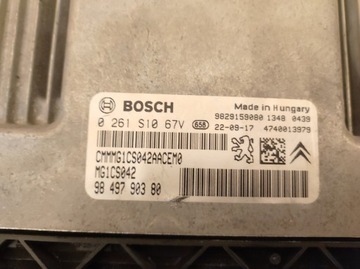 BOSCH
Made in Hungary
0 261 S10 67V 658
9829159080 1348 0439
22-09-17 4740013979
CMMMG1CS042AACEM0
MG1CS042
98 497 903 80